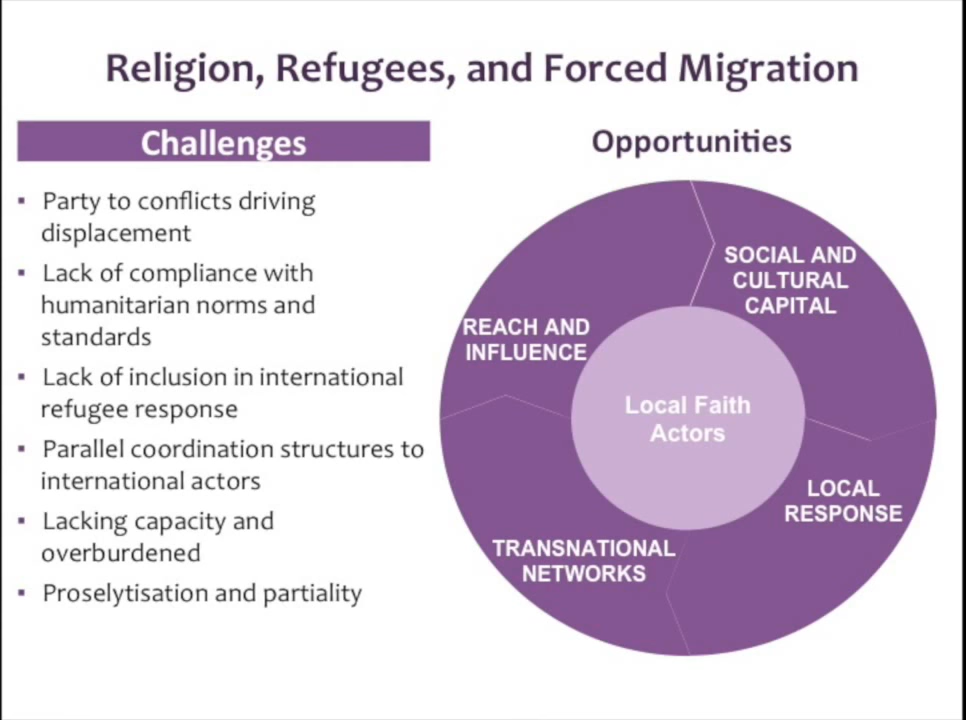 Religion, Refugees, and Forced Migration
Challenges
▪ Party to conflicts driving
displacement
▪ Lack of compliance with
humanitarian norms and
standards
▪ Lack of inclusion in international
refugee response
▪ Parallel coordination structures to
international actors
▪ Lacking capacity and
overburdened
▪ Proselytisation and partiality
Opportunities
SOCIAL AND
CULTURAL
CAPITAL
LOCAL
RESPONSE
TRANSNATIONAL
NETWORKS
REACH AND
INFLUENCE
Local Faith
Actors